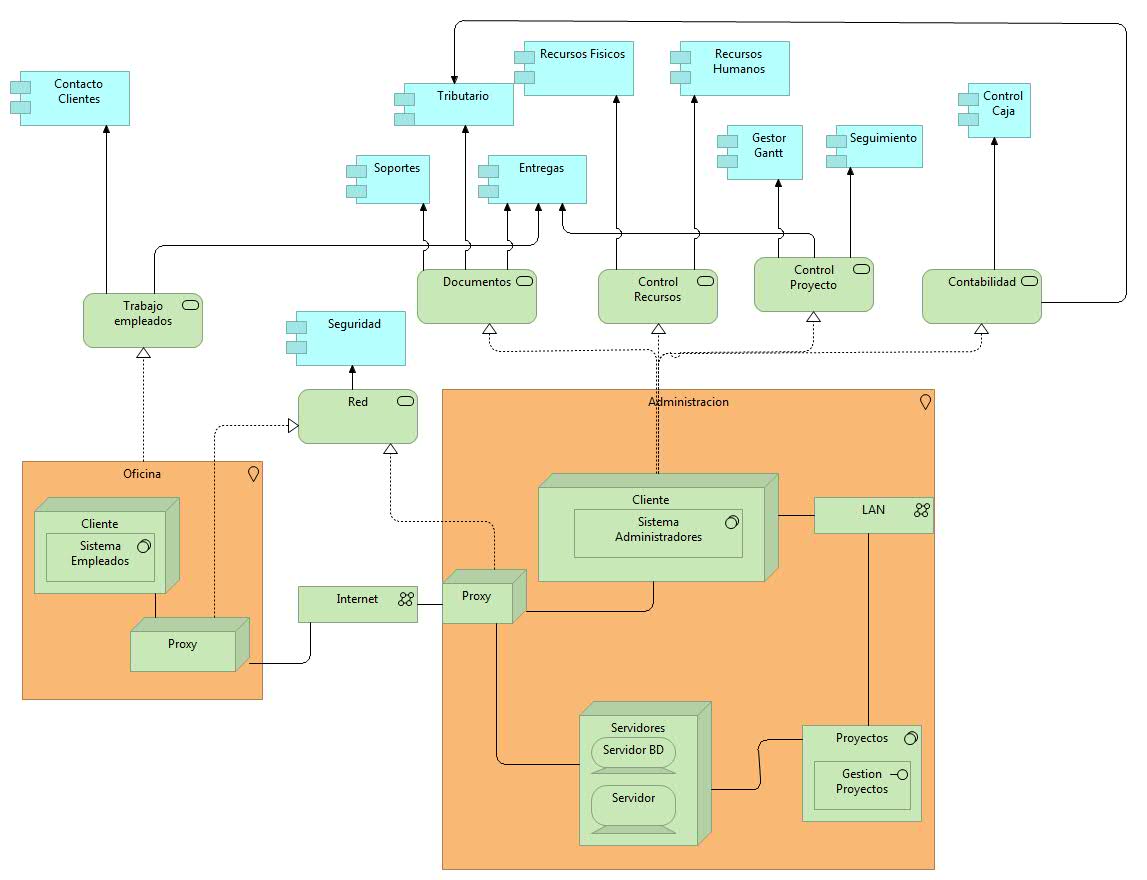 Recursos Fisicos
Recursos
Humanos
Contacto
Clientes
Tributario
Control
Caja
Gestor
Gantt
Seguimiento
Soportes
Entregas
Trabajo
empleados
Documentos
Control
Recursos
Control
Proyecto
Contabilidad
Seguridad
Red
Administracion
Oficina
Cliente
Sistema
Empleados
Proxy
Internet
Proxy
Cliente
Sistema
Administradores
LAN
Servidores
Servidor BD
Servidor
Proyectos
Gestion
Proyectos